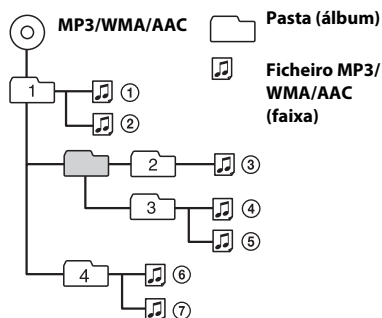 MP3/WMA/AAC
Pasta (álbum)
Ficheiro MP3/
WMA/AAC
(faixa)
1
①
②
2
③
3
④
⑤
4
⑥
⑦